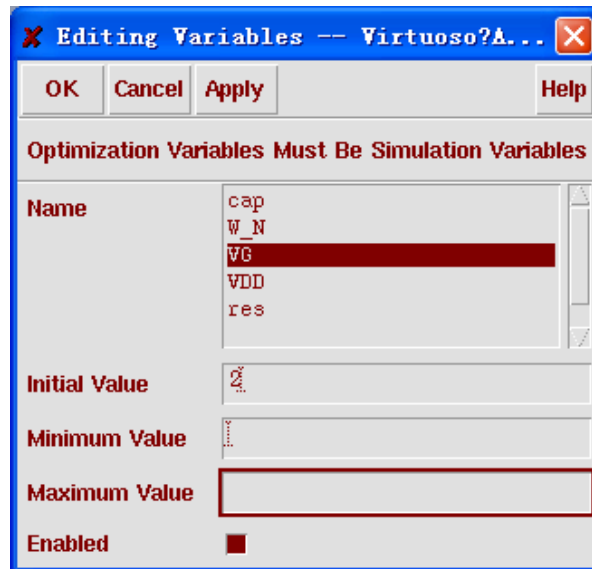 Editing Variables -- Virtuoso?A...
OK Cancel Apply Help
Optimization Variables Must Be Simulation Variables
Name
cap
W_N
VG
VDD
res
Initial Value 2
Minimum Value
Maximum Value
Enabled